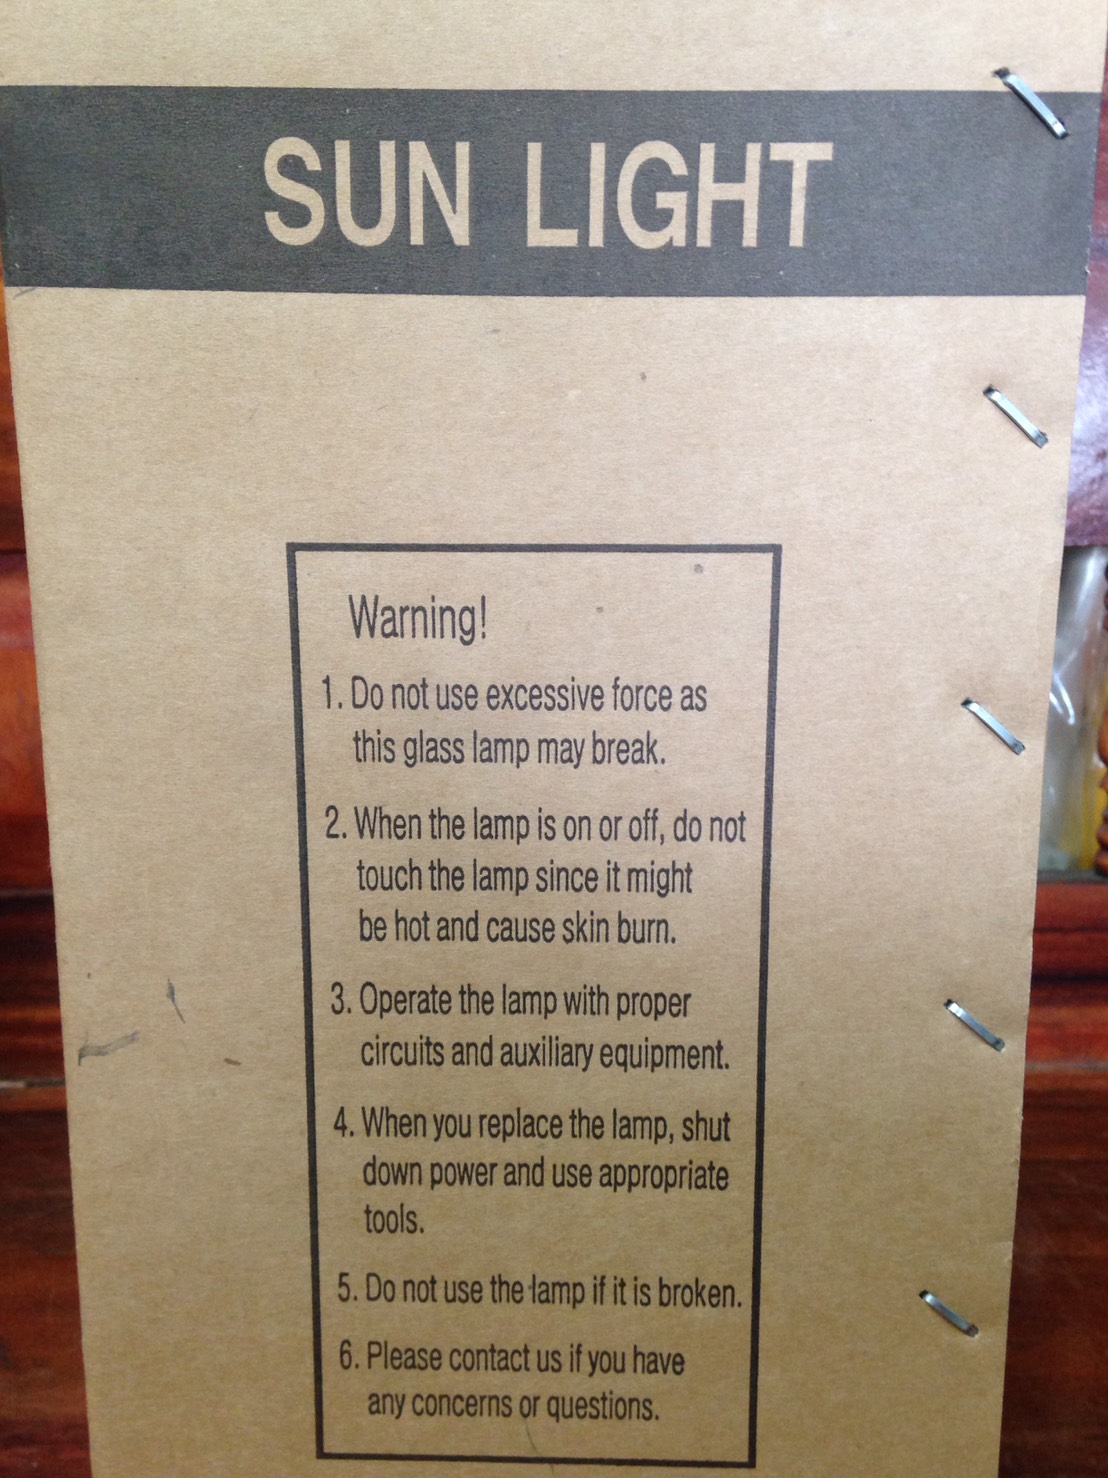 SUN LIGHT
Warning!
1. Do not use excessive force as
this glass lamp may break.
2. When the lamp is on or off, do not
touch the lamp since it might
be hot and cause skin burn.
3. Operate the lamp with proper
circuits and auxiliary equipment.
4. When you replace the lamp, shut
down power and use appropriate
tools.
5. Do not use the lamp if it is broken.
6. Please contact us if you have
any concerns or questions.